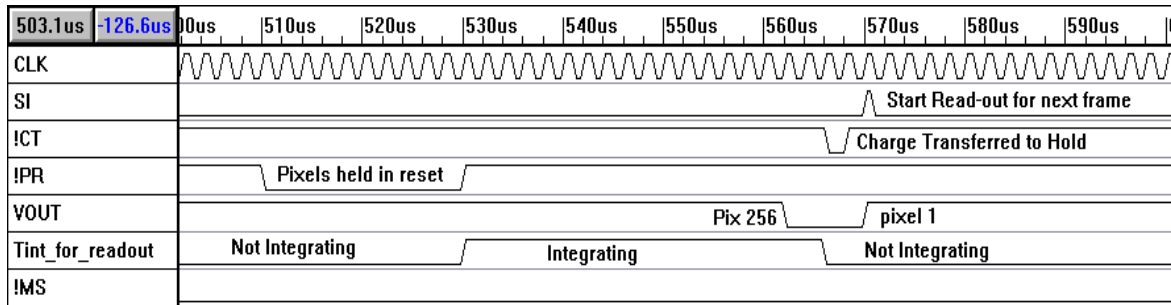 503.1us -126.6us 00us 510us 520us 530us 540us 550us 560us 570us 580us 590us
CLK
SI Start Read-out for next frame
!CT Charge Transferred to Hold
!PR Pixels held in reset
VOUT Pix 256 pixel 1
Tint_for_readout Not Integrating Integrating Not Integrating
!MS